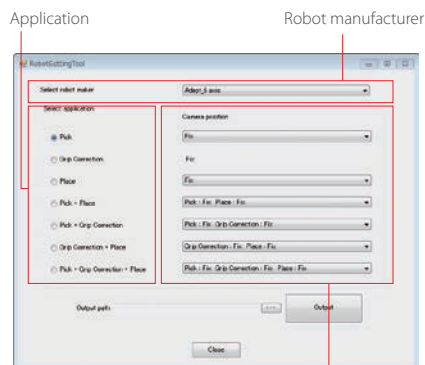 Application
Robot manufacturer
RobotSettingTool
Select robot maker
Adept_6 axis
Select application
Camera position
Pick
Fix
Grip Correction
Fix
Place
Fix
Pick + Place
Pick : Fix Place : Fix
Pick + Grip Correction
Pick : Fix Grip Correction : Fix
Grip Correction + Place
Grip Correction : Fix Place : Fix
Pick + Grip Correction + Place
Pick : Fix Grip Correction : Fix Place : Fix
Output path
Output
Close